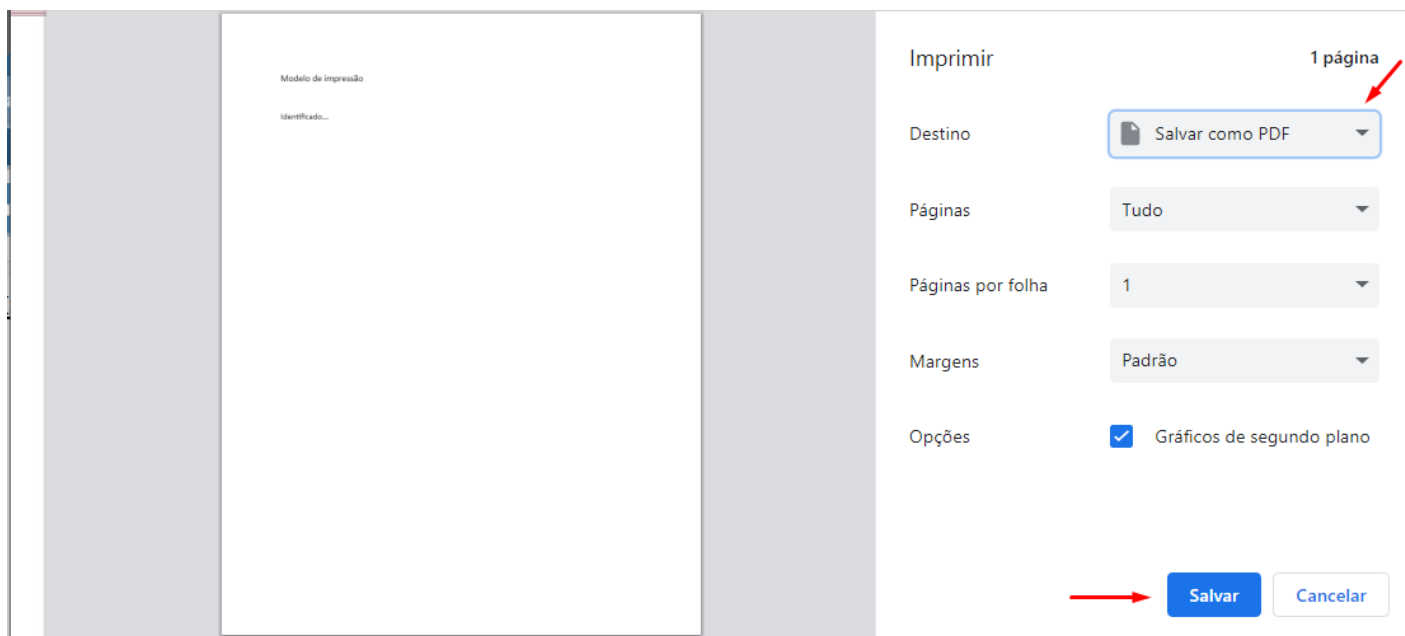 Modelo de impressão
Identificado...
Imprimir
1 página
Destino
Salvar como PDF
Páginas
Tudo
Páginas por folha
1
Margens
Padrão
Opções
Gráficos de segundo plano
Salvar
Cancelar